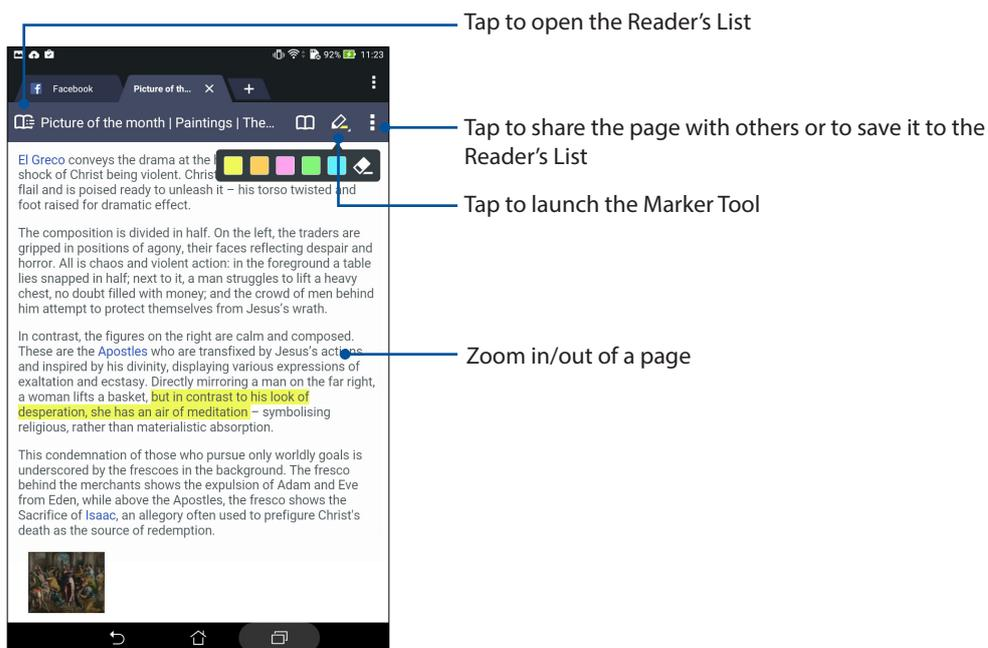 Tap to open the Reader's List
92% 11:23
Facebook
Picture of th... × +
Picture of the month | Paintings | The...
Tap to share the page with others or to save it to the
Reader's List
El Greco conveys the drama at the
shock of Christ being violent. Christ
flail and is poised ready to unleash it – his torso twisted and
foot raised for dramatic effect.
Tap to launch the Marker Tool
The composition is divided in half. On the left, the traders are
gripped in positions of agony, their faces reflecting despair and
horror. All is chaos and violent action: in the foreground a table
lies snapped in half; next to it, a man struggles to lift a heavy
chest, no doubt filled with money; and the crowd of men behind
him attempt to protect themselves from Jesus's wrath.
In contrast, the figures on the right are calm and composed.
These are the Apostles who are transfixed by Jesus's actions
and inspired by his divinity, displaying various expressions of
exaltation and ecstasy. Directly mirroring a man on the far right,
a woman lifts a basket, but in contrast to his look of
desperation, she has an air of meditation – symbolising
religious, rather than materialistic absorption.
Zoom in/out of a page
This condemnation of those who pursue only worldly goals is
underscored by the frescoes in the background. The fresco
behind the merchants shows the expulsion of Adam and Eve
from Eden, while above the Apostles, the fresco shows the
Sacrifice of Isaac, an allegory often used to prefigure Christ's
death as the source of redemption.